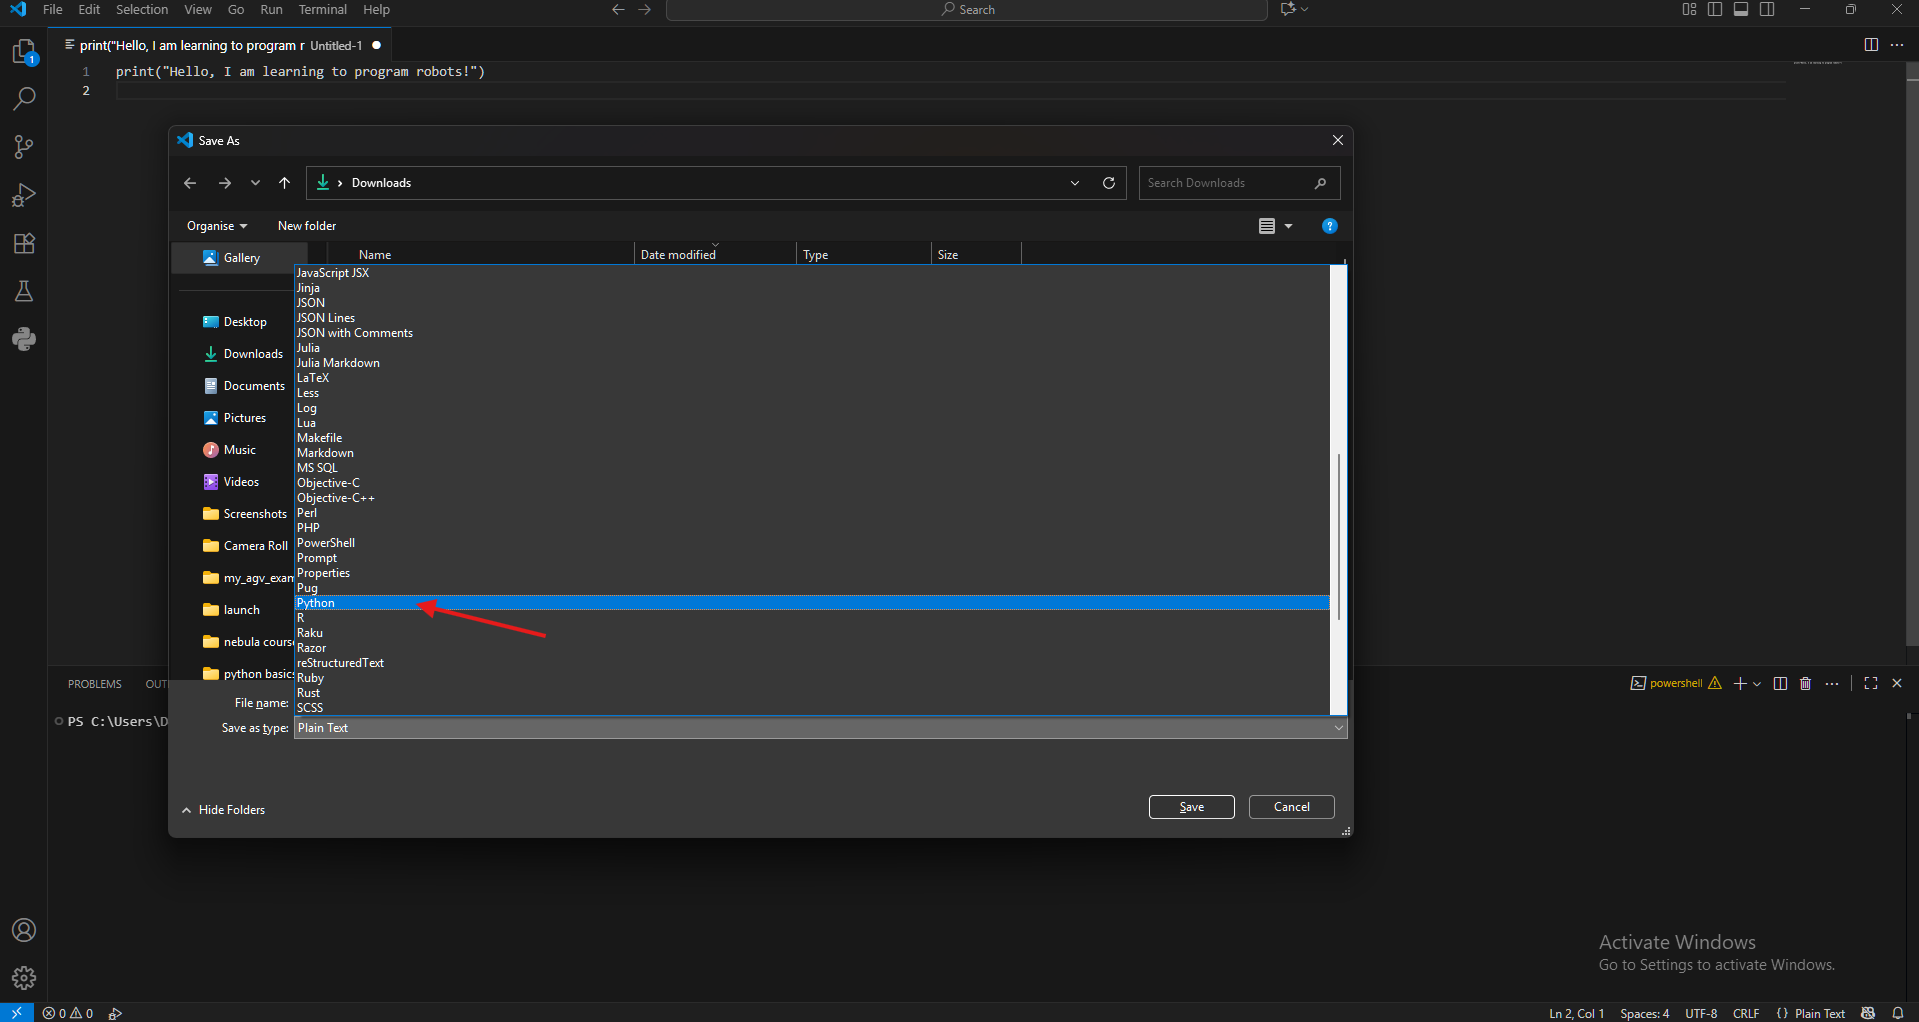 File Edit Selection View Go Run Terminal Help
Search
print("Hello, I am learning to program r Untitled-1
1 print("Hello, I am learning to program robots!")
2
Save As
Downloads
Search Downloads
Organise New folder
Name Date modified Type Size
Gallery
Desktop
Downloads
Documents
Pictures
Music
Videos
Screenshots
Camera Roll
my_agv_exam
launch
nebula course
python basics
JavaScript JSX
Jinja
JSON
JSON Lines
JSON with Comments
Julia
Julia Markdown
LaTeX
Less
Log
Lua
Makefile
Markdown
MS SQL
Objective-C
Objective-C++
Perl
PHP
PowerShell
Prompt
Properties
Pug
Python
R
Raku
Razor
reStructuredText
Ruby
Rust
SCSS
File name:
Save as type: Plain Text
Hide Folders
Save Cancel
PROBLEMS OUT
powershell
PS C:\Users\D
1
Activate Windows
Go to Settings to activate Windows.
0 0
Ln 2, Col 1 Spaces: 4 UTF-8 CRLF {} Plain Text